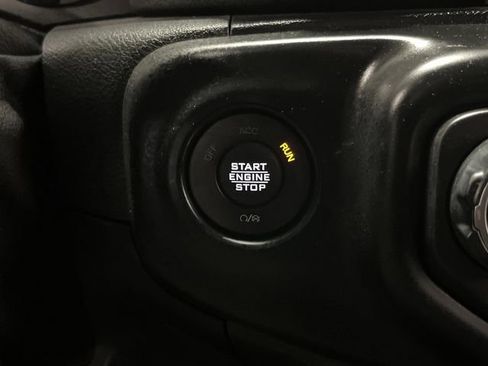 ACC
OFF
RUN
START
ENGINE
STOP